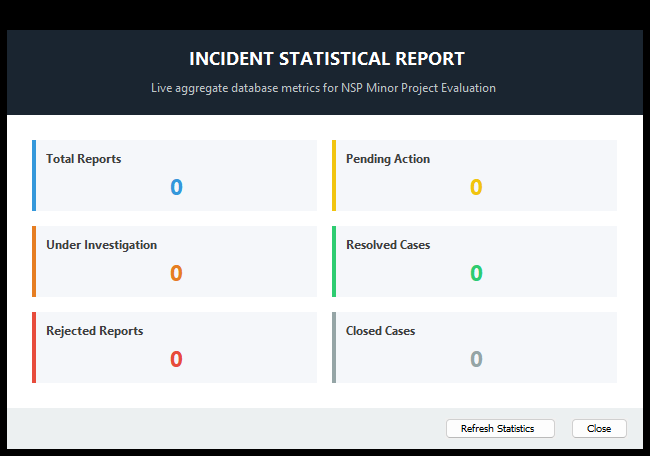 INCIDENT STATISTICAL REPORT
Live aggregate database metrics for NSP Minor Project Evaluation
Total Reports
0
Pending Action
0
Under Investigation
0
Resolved Cases
0
Rejected Reports
0
Closed Cases
0
Refresh Statistics
Close